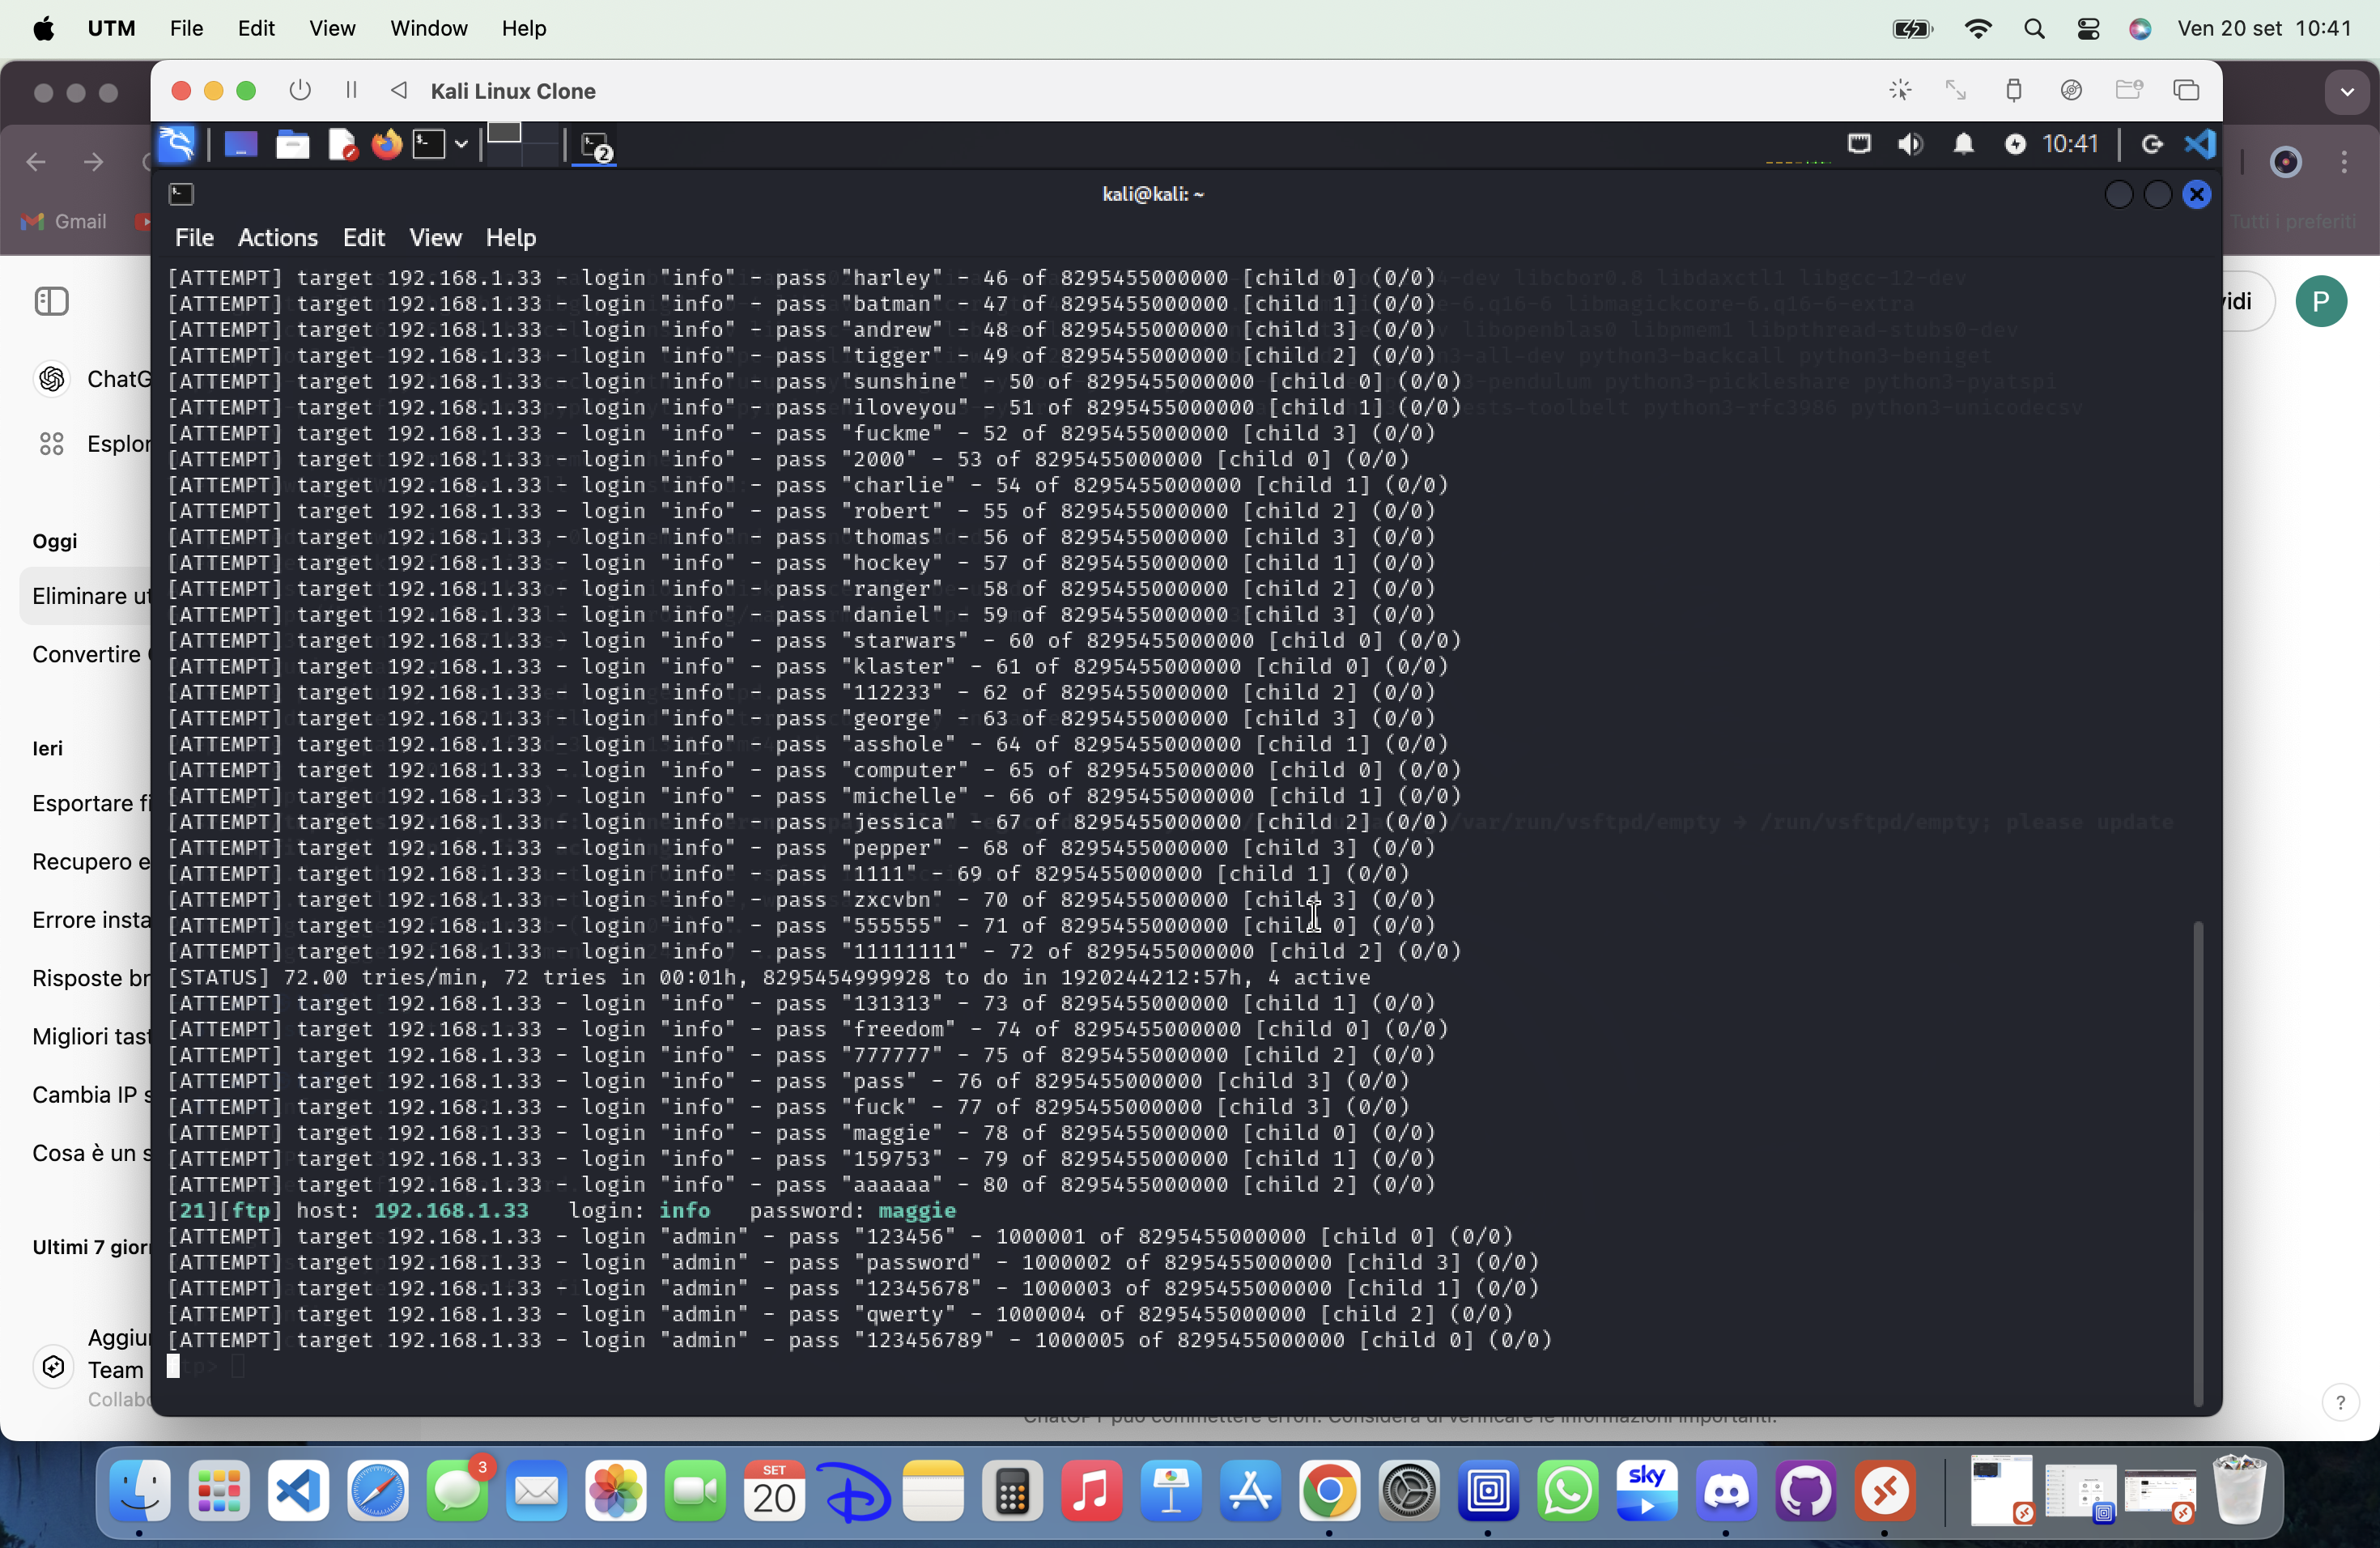 UTM File Edit View Window Help Ven 20 set 10:41
Kali Linux Clone
2 10:41
kali@kali: ~
Gmail Tutti i preferiti
File Actions Edit View Help
[ATTEMPT] target 192.168.1.33 - login "info" - pass "harley" - 46 of 8295455000000 [child 0] (0/0)
[ATTEMPT] target 192.168.1.33 - login "info" - pass "batman" - 47 of 8295455000000 [child 1] (0/0)
[ATTEMPT] target 192.168.1.33 - login "info" - pass "andrew" - 48 of 8295455000000 [child 3] (0/0)
[ATTEMPT] target 192.168.1.33 - login "info" - pass "tigger" - 49 of 8295455000000 [child 2] (0/0)
[ATTEMPT] target 192.168.1.33 - login "info" - pass "sunshine" - 50 of 8295455000000 [child 0] (0/0)
[ATTEMPT] target 192.168.1.33 - login "info" - pass "iloveyou" - 51 of 8295455000000 [child 1] (0/0)
[ATTEMPT] target 192.168.1.33 - login "info" - pass "fuckme" - 52 of 8295455000000 [child 3] (0/0)
[ATTEMPT] target 192.168.1.33 - login "info" - pass "2000" - 53 of 8295455000000 [child 0] (0/0)
[ATTEMPT] target 192.168.1.33 - login "info" - pass "charlie" - 54 of 8295455000000 [child 1] (0/0)
[ATTEMPT] target 192.168.1.33 - login "info" - pass "robert" - 55 of 8295455000000 [child 2] (0/0)
[ATTEMPT] target 192.168.1.33 - login "info" - pass "thomas" - 56 of 8295455000000 [child 3] (0/0)
[ATTEMPT] target 192.168.1.33 - login "info" - pass "hockey" - 57 of 8295455000000 [child 1] (0/0)
[ATTEMPT] target 192.168.1.33 - login "info" - pass "ranger" - 58 of 8295455000000 [child 2] (0/0)
[ATTEMPT] target 192.168.1.33 - login "info" - pass "daniel" - 59 of 8295455000000 [child 3] (0/0)
[ATTEMPT] target 192.168.1.33 - login "info" - pass "starwars" - 60 of 8295455000000 [child 0] (0/0)
[ATTEMPT] target 192.168.1.33 - login "info" - pass "klaster" - 61 of 8295455000000 [child 0] (0/0)
[ATTEMPT] target 192.168.1.33 - login "info" - pass "112233" - 62 of 8295455000000 [child 2] (0/0)
[ATTEMPT] target 192.168.1.33 - login "info" - pass "george" - 63 of 8295455000000 [child 3] (0/0)
[ATTEMPT] target 192.168.1.33 - login "info" - pass "asshole" - 64 of 8295455000000 [child 1] (0/0)
[ATTEMPT] target 192.168.1.33 - login "info" - pass "computer" - 65 of 8295455000000 [child 0] (0/0)
[ATTEMPT] target 192.168.1.33 - login "info" - pass "michelle" - 66 of 8295455000000 [child 1] (0/0)
[ATTEMPT] target 192.168.1.33 - login "info" - pass "jessica" - 67 of 8295455000000 [child 2] (0/0)
[ATTEMPT] target 192.168.1.33 - login "info" - pass "pepper" - 68 of 8295455000000 [child 3] (0/0)
[ATTEMPT] target 192.168.1.33 - login "info" - pass "1111" - 69 of 8295455000000 [child 1] (0/0)
[ATTEMPT] target 192.168.1.33 - login "info" - pass "zxcvbn" - 70 of 8295455000000 [child 3] (0/0)
[ATTEMPT] target 192.168.1.33 - login "info" - pass "555555" - 71 of 8295455000000 [child 0] (0/0)
[ATTEMPT] target 192.168.1.33 - login "info" - pass "11111111" - 72 of 8295455000000 [child 2] (0/0)
[STATUS] 72.00 tries/min, 72 tries in 00:01h, 8295454999928 to do in 1920244212:57h, 4 active
[ATTEMPT] target 192.168.1.33 - login "info" - pass "131313" - 73 of 8295455000000 [child 1] (0/0)
[ATTEMPT] target 192.168.1.33 - login "info" - pass "freedom" - 74 of 8295455000000 [child 0] (0/0)
[ATTEMPT] target 192.168.1.33 - login "info" - pass "777777" - 75 of 8295455000000 [child 2] (0/0)
[ATTEMPT] target 192.168.1.33 - login "info" - pass "pass" - 76 of 8295455000000 [child 3] (0/0)
[ATTEMPT] target 192.168.1.33 - login "info" - pass "fuck" - 77 of 8295455000000 [child 3] (0/0)
[ATTEMPT] target 192.168.1.33 - login "info" - pass "maggie" - 78 of 8295455000000 [child 0] (0/0)
[ATTEMPT] target 192.168.1.33 - login "info" - pass "159753" - 79 of 8295455000000 [child 1] (0/0)
[ATTEMPT] target 192.168.1.33 - login "info" - pass "aaaaaa" - 80 of 8295455000000 [child 2] (0/0)
[21][ftp] host: 192.168.1.33 login: info password: maggie
[ATTEMPT] target 192.168.1.33 - login "admin" - pass "123456" - 1000001 of 8295455000000 [child 0] (0/0)
[ATTEMPT] target 192.168.1.33 - login "admin" - pass "password" - 1000002 of 8295455000000 [child 3] (0/0)
[ATTEMPT] target 192.168.1.33 - login "admin" - pass "12345678" - 1000003 of 8295455000000 [child 1] (0/0)
[ATTEMPT] target 192.168.1.33 - login "admin" - pass "qwerty" - 1000004 of 8295455000000 [child 2] (0/0)
[ATTEMPT] target 192.168.1.33 - login "admin" - pass "123456789" - 1000005 of 8295455000000 [child 0] (0/0)
ChatG
Esplor
Oggi
Eliminare ut
Convertire
Ieri
Esportare fi
Recupero e
Errore insta
Risposte br
Migliori tast
Cambia IP s
Cosa è un s
Ultimi 7 giorn
Aggiun
Team
Collabo
vidi P
ChatGPT può commettere errori. Considera di verificare le informazioni importanti.
?
3
SET
20
sky